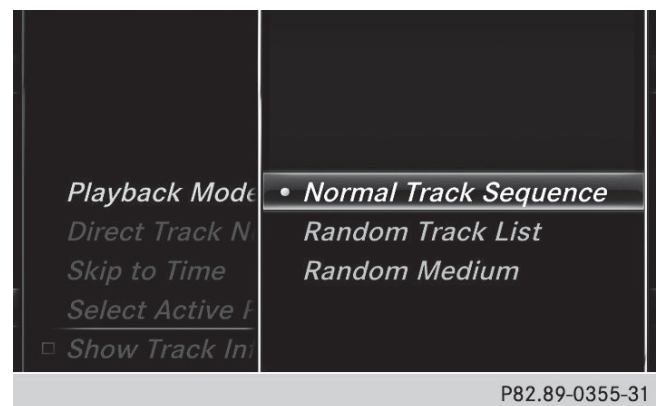 Playback Mode
Direct Track N
Skip to Time
Select Active
Show Track In
• Normal Track Sequence
Random Track List
Random Medium
P82.89-0355-31